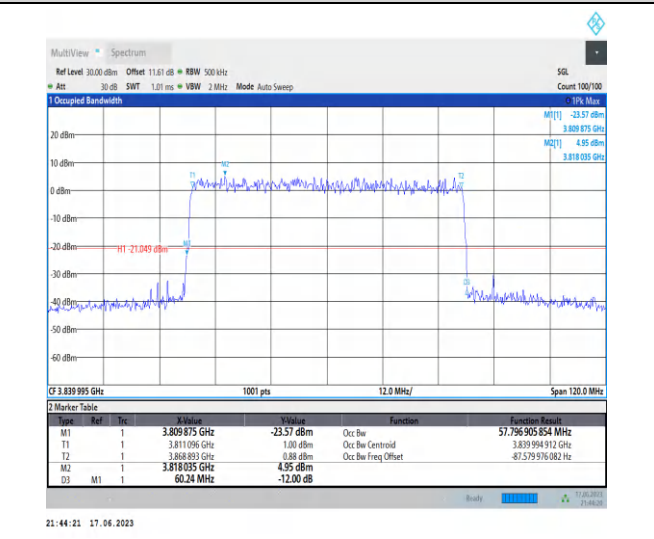 MultiView Spectrum
Ref Level 30.00 dBm Offset 11.61 dB RBW 500 kHz SGL
Att 30 dB SWT 1.01 ms VBW 2 MHz Mode Auto Sweep Count 100/100
1 Occupied Bandwidth 1Pk Max
M1[1] -23.57 dBm
3.809 875 GHz
20 dBm M2[1] 4.95 dBm
3.818 035 GHz
10 dBm
M2
T1 T2
0 dBm
-10 dBm
-20 dBm H1 -21.049 dBm
-30 dBm
D3
-40 dBm
-50 dBm
-60 dBm
CF 3.839 995 GHz 1001 pts 12.0 MHz/ Span 120.0 MHz
2 Marker Table
Type Ref Trc X-Value Y-Value Function Function Result
M1 1 3.809 875 GHz -23.57 dBm Occ Bw 57.796 905 854 MHz
T1 1 3.811 096 GHz 1.00 dBm Occ Bw Centroid 3.839 994 912 GHz
T2 1 3.868 893 GHz 0.88 dBm Occ Bw Freq Offset -87.579 976 082 Hz
M2 1 3.818 035 GHz 4.95 dBm
D3 M1 1 60.24 MHz -12.00 dB
Ready 17.06.2023
21:44:20
21:44:21 17.06.2023